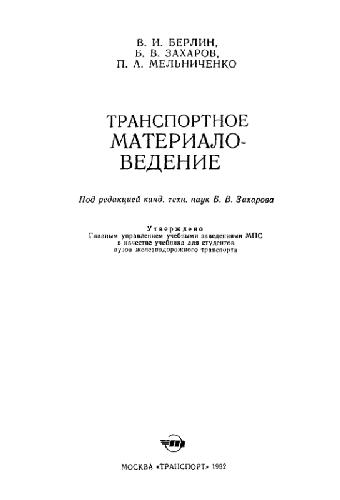 В. И. БЕРЛИН,
Б. В. ЗАХАРОВ,
П. А. МЕЛЬНИЧЕНКО
ТРАНСПОРТНОЕ
МАТЕРИАЛО-
ВЕДЕНИЕ
Под редакцией канд. техн. наук Б. В. Захарова
Утверждено
Главным управлением учебными заведениями МПС
в качестве учебника для студентов
вузов железнодорожного транспорта
МОСКВА «ТРАНСПОРТ» 1982